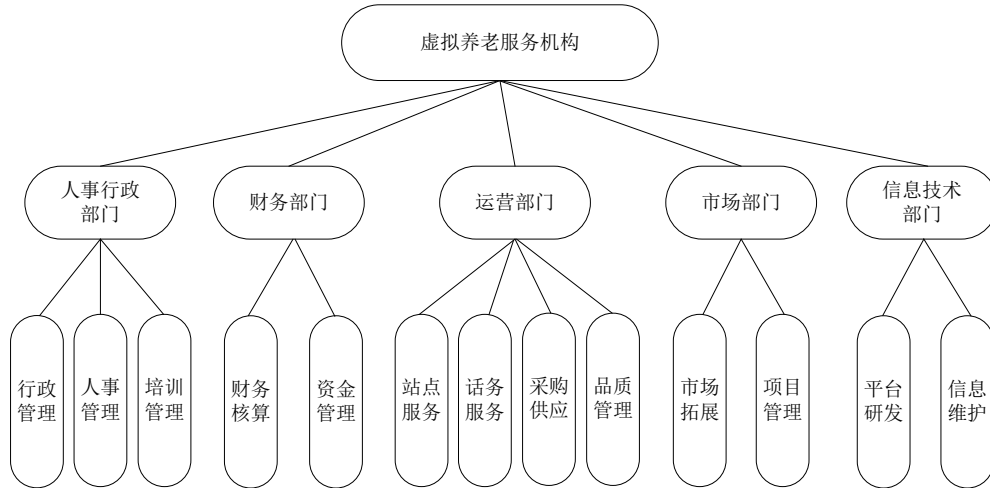 虚拟养老服务机构
人事行政
部门
财务部门
运营部门
市场部门
信息技术
部门
行政
管理
人事
管理
培训
管理
财务
核算
资金
管理
站点
服务
话务
服务
采购
供应
品质
管理
市场
拓展
项目
管理
平台
研发
信息
维护